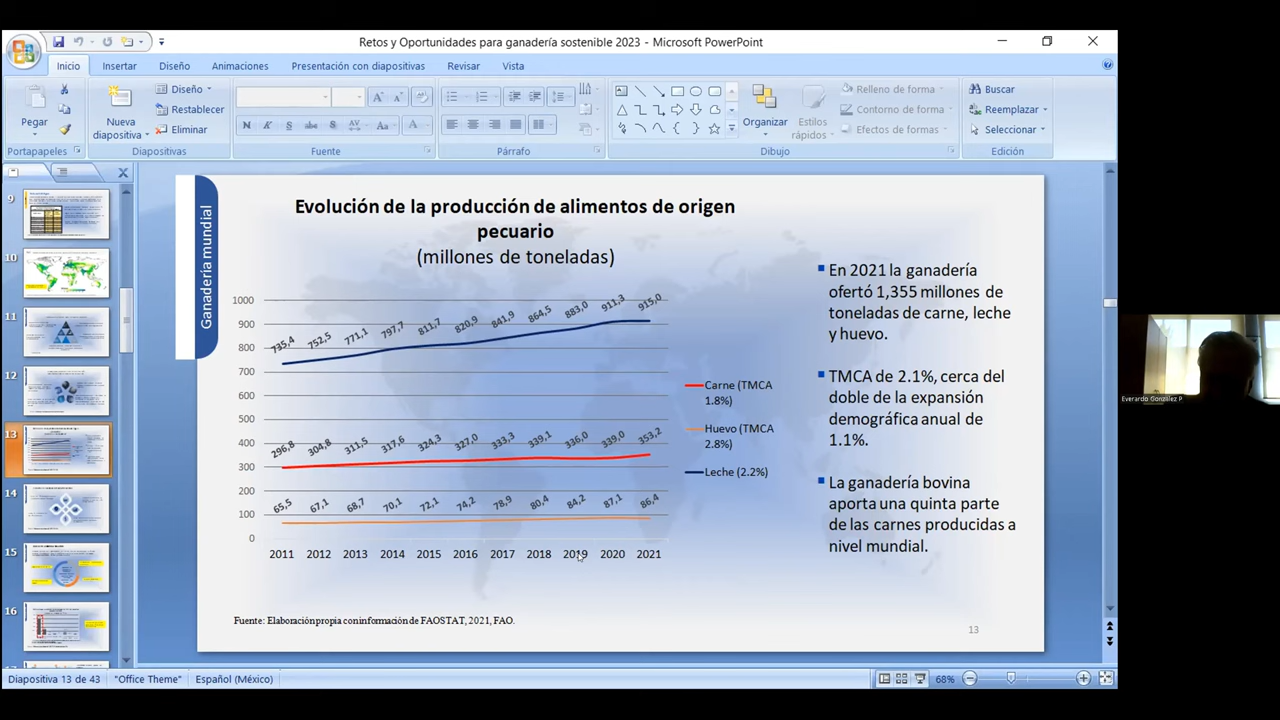 Retos y Oportunidades para ganadería sostenible 2023 - Microsoft PowerPoint
Inicio Insertar Diseño Animaciones Presentación con diapositivas Revisar Vista
Pegar
Portapapeles
Nueva diapositiva
Diseño
Restablecer
Eliminar
Diapositivas
N K S abc S AV Aa A
Fuente
Párrafo
Organizar
Estilos rápidos
Relleno de forma
Contorno de forma
Efectos de formas
Dibujo
Buscar
Reemplazar
Seleccionar
Edición
9
10
11
12
13
14
15
16
Ganadería mundial
Evolución de la producción de alimentos de origen
pecuario
(millones de toneladas)
1000
900
800
700
600
500
400
300
200
100
0
735,4 752,5 771,1 797,7 811,7 820,9 841,9 864,5 883,0 911,3 915,0
296,8 304,8 311,5 317,6 324,3 327,0 333,3 339,1 336,0 339,0 353,2
65,5 67,1 68,7 70,1 72,1 74,2 78,9 80,4 84,2 87,1 86,4
2011 2012 2013 2014 2015 2016 2017 2018 2019 2020 2021
Carne (TMCA
1.8%)
Huevo (TMCA
2.8%)
Leche (2.2%)
En 2021 la ganadería
ofertó 1,355 millones de
toneladas de carne, leche
y huevo.
TMCA de 2.1%, cerca del
doble de la expansión
demográfica anual de
1.1%.
La ganadería bovina
aporta una quinta parte
de las carnes producidas a
nivel mundial.
Fuente: Elaboración propia con información de FAOSTAT, 2021, FAO.
13
Everardo González P
Diapositiva 13 de 43 "Office Theme" Español (México) 68%